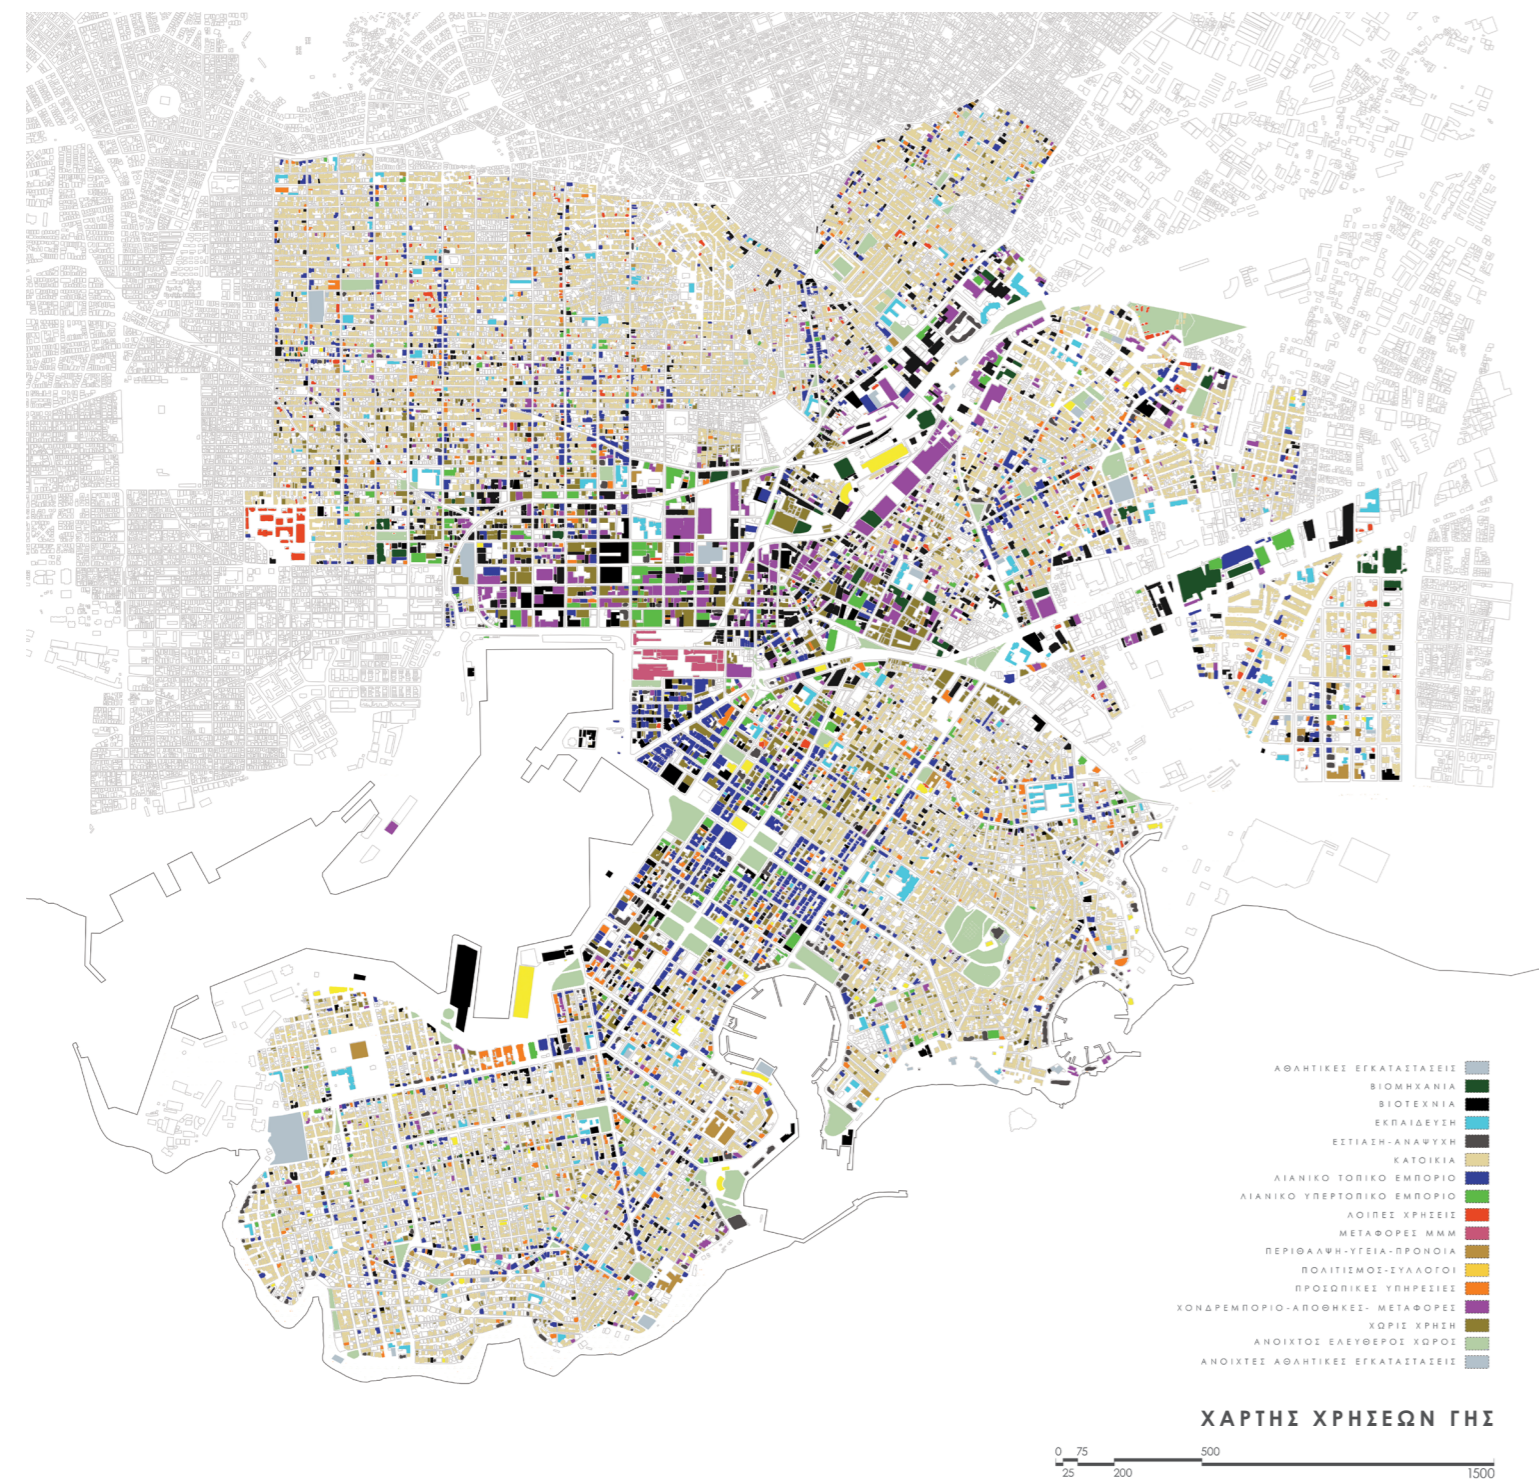 ΑΘΛΗΤΙΚΕΣ ΕΓΚΑΤΑΣΤΑΣΕΙΣ
ΒΙΟΜΗΧΑΝΙΑ
ΒΙΟΤΕΧΝΙΑ
ΕΚΠΑΙΔΕΥΣΗ
ΕΣΤΙΑΣΗ-ΑΝΑΨΥΧΗ
ΚΑΤΟΙΚΙΑ
ΛΙΑΝΙΚΟ ΤΟΠΙΚΟ ΕΜΠΟΡΙΟ
ΛΙΑΝΙΚΟ ΥΠΕΡΤΟΠΙΚΟ ΕΜΠΟΡΙΟ
ΛΟΙΠΕΣ ΧΡΗΣΕΙΣ
ΜΕΤΑΦΟΡΕΣ ΜΜΜ
ΠΕΡΙΘΑΛΨΗ-ΥΓΕΙΑ-ΠΡΟΝΟΙΑ
ΠΟΛΙΤΙΣΜΟΣ-ΣΥΛΛΟΓΟΙ
ΠΡΟΣΩΠΙΚΕΣ ΥΠΗΡΕΣΙΕΣ
ΧΟΝΔΡΕΜΠΟΡΙΟ-ΑΠΟΘΗΚΕΣ- ΜΕΤΑΦΟΡΕΣ
ΧΩΡΙΣ ΧΡΗΣΗ
ΑΝΟΙΧΤΟΣ ΕΛΕΥΘΕΡΟΣ ΧΩΡΟΣ
ΑΝΟΙΧΤΕΣ ΑΘΛΗΤΙΚΕΣ ΕΓΚΑΤΑΣΤΑΣΕΙΣ
ΧΑΡΤΗΣ ΧΡΗΣΕΩΝ ΓΗΣ
0 75 500
25 200 1500